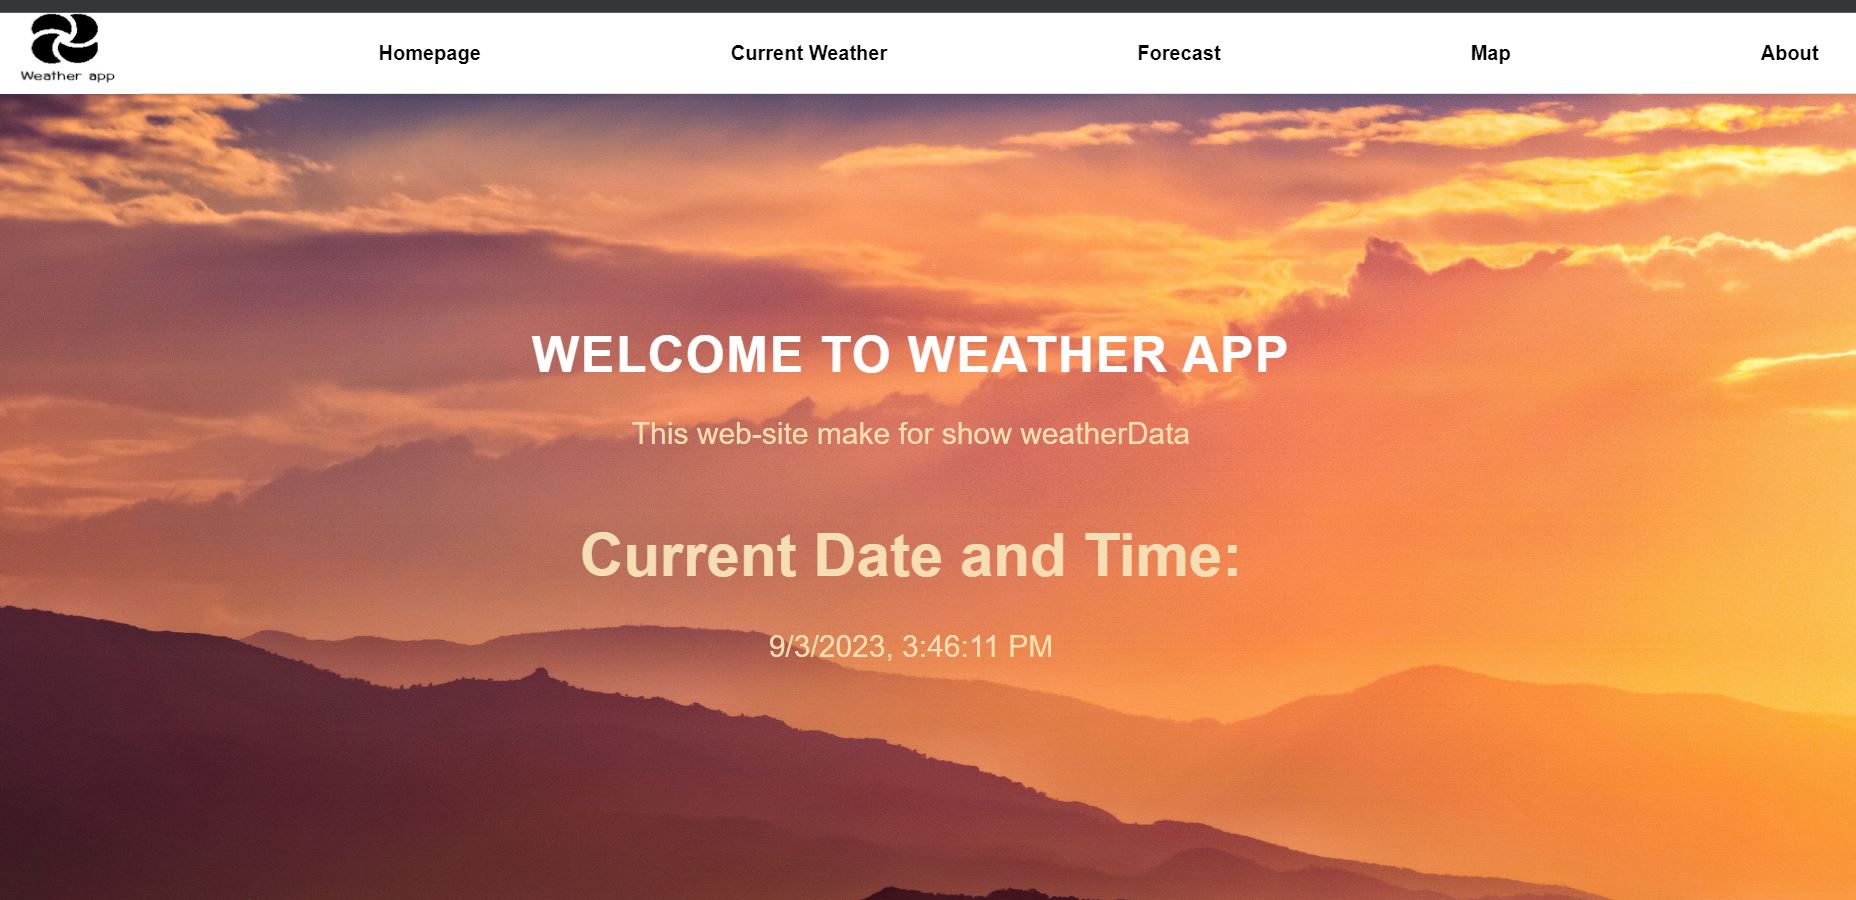 Weather app
Homepage
Current Weather
Forecast
Map
About
WELCOME TO WEATHER APP
This web-site make for show weatherData
Current Date and Time:
9/3/2023, 3:46:11 PM